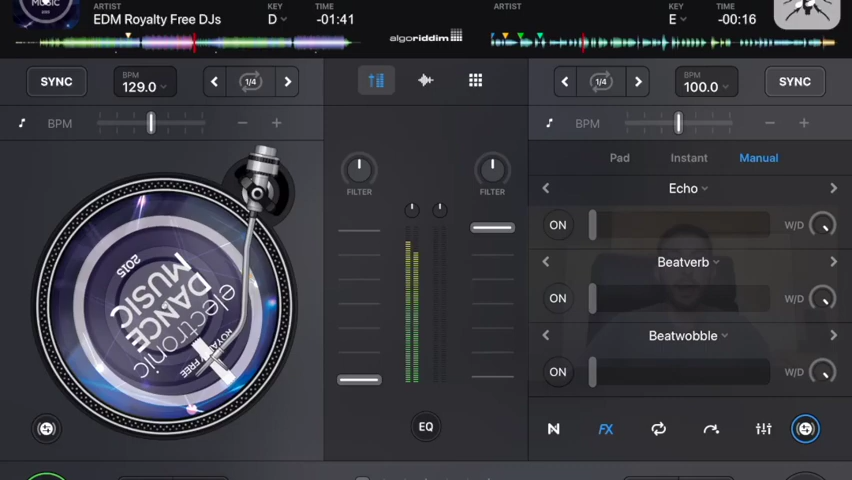 MUSIC
ARTIST
EDM Royalty Free DJs
KEY
D
TIME
-01:41
algoriddim
ARTIST
KEY
E
TIME
-00:16
SYNC
BPM
129.0
1/4
1/4
BPM
100.0
SYNC
BPM
BPM
FILTER
FILTER
Pad
Instant
Manual
Echo
ON
W/D
Beatverb
ON
W/D
Beatwobble
ON
W/D
electronic
DANCE
MUSIC
2015
ROYALTY FREE
EQ
FX